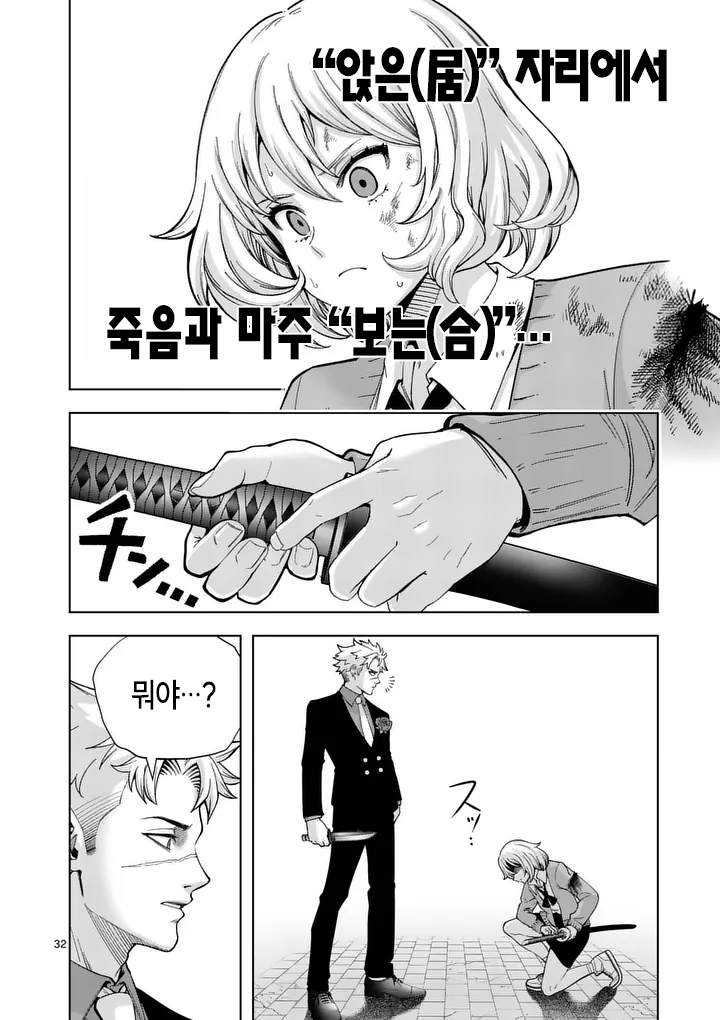 “앉은(居)” 자리에서
죽음과 마주 “보는(合)”…
チン…
뭐야…?
スッ…
32